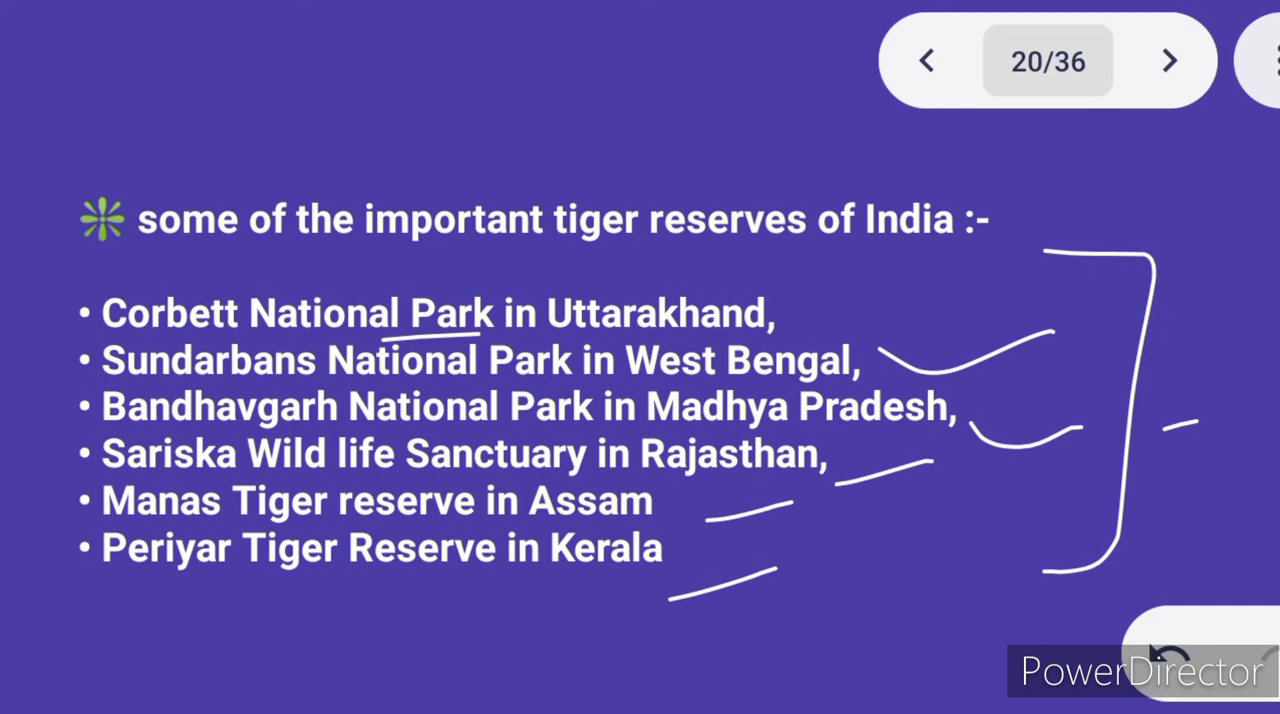 20/36
some of the important tiger reserves of India :-
• Corbett National Park in Uttarakhand,
• Sundarbans National Park in West Bengal,
• Bandhavgarh National Park in Madhya Pradesh,
• Sariska Wild life Sanctuary in Rajasthan,
• Manas Tiger reserve in Assam
• Periyar Tiger Reserve in Kerala
PowerDirector